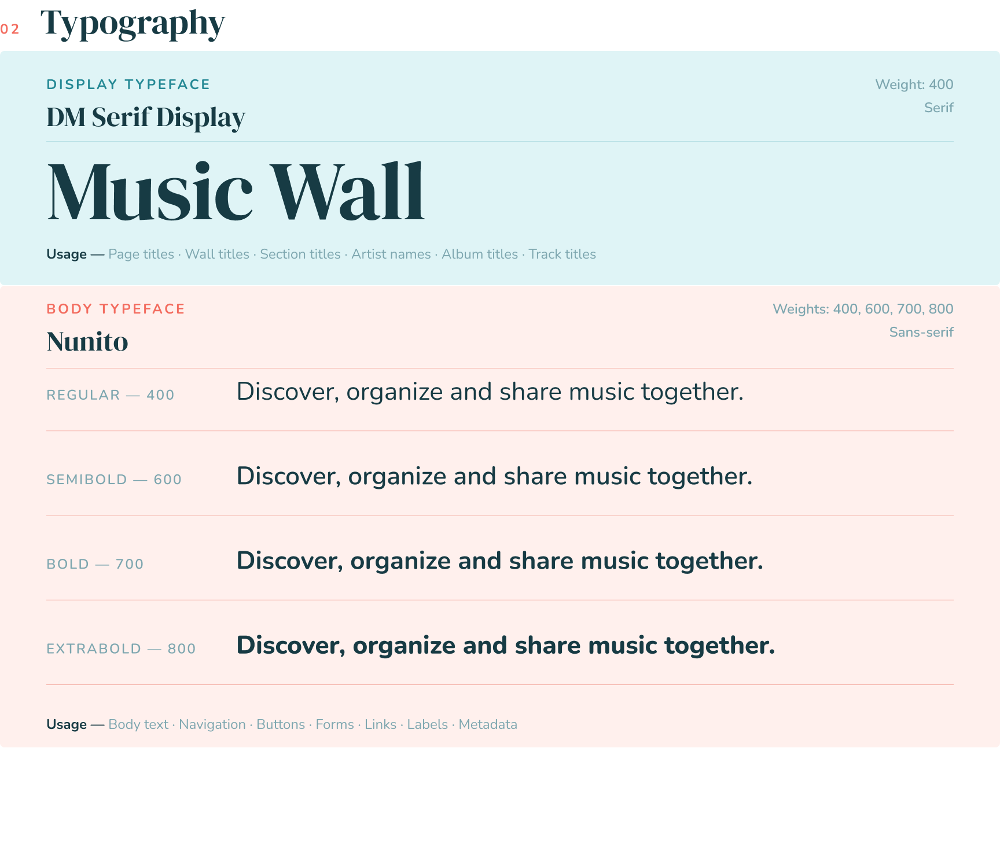 02 Typography
DISPLAY TYPEFACE
Weight: 400
DM Serif Display
Serif
Music Wall
Usage — Page titles · Wall titles · Section titles · Artist names · Album titles · Track titles
BODY TYPEFACE
Weights: 400, 600, 700, 800
Nunito
Sans-serif
REGULAR — 400 Discover, organize and share music together.
SEMIBOLD — 600 Discover, organize and share music together.
BOLD — 700 Discover, organize and share music together.
EXTRABOLD — 800 Discover, organize and share music together.
Usage — Body text · Navigation · Buttons · Forms · Links · Labels · Metadata